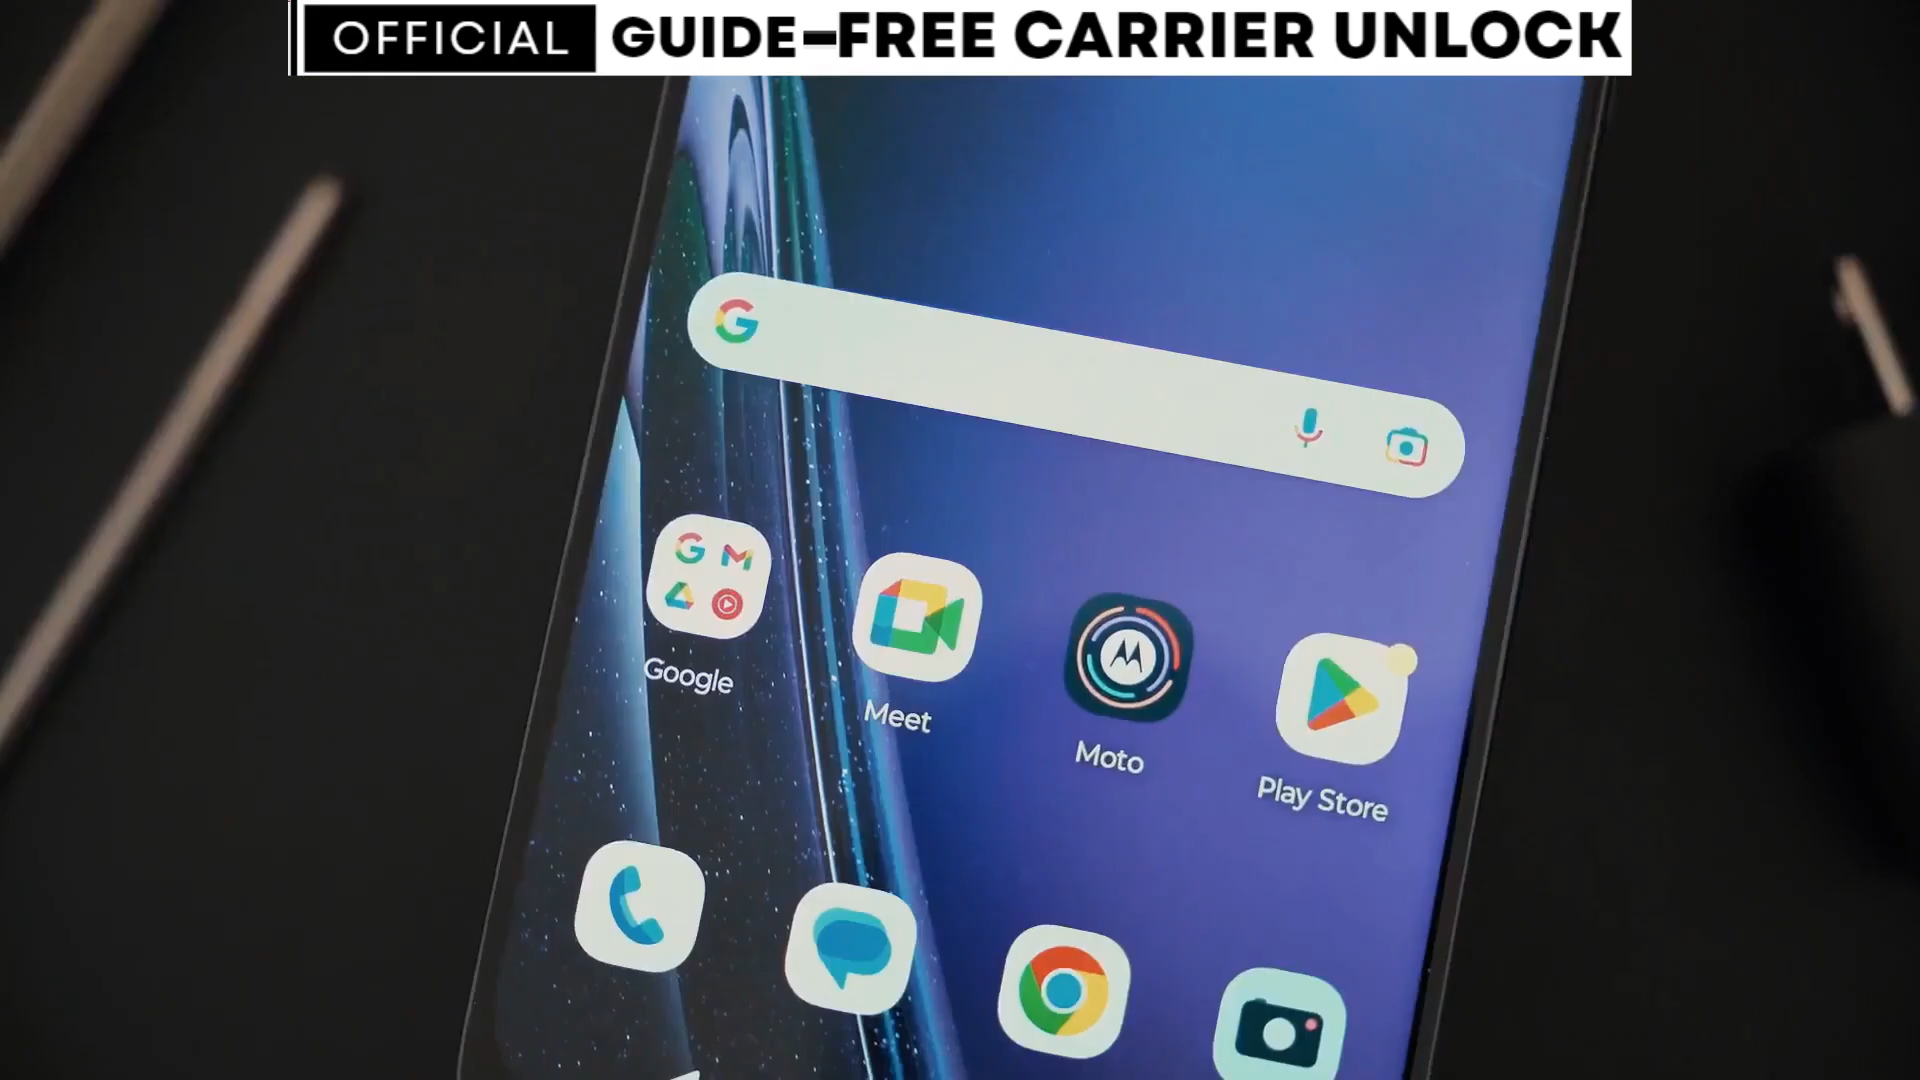 OFFICIAL GUIDE–FREE CARRIER UNLOCK
Google
Meet
Moto
Play Store